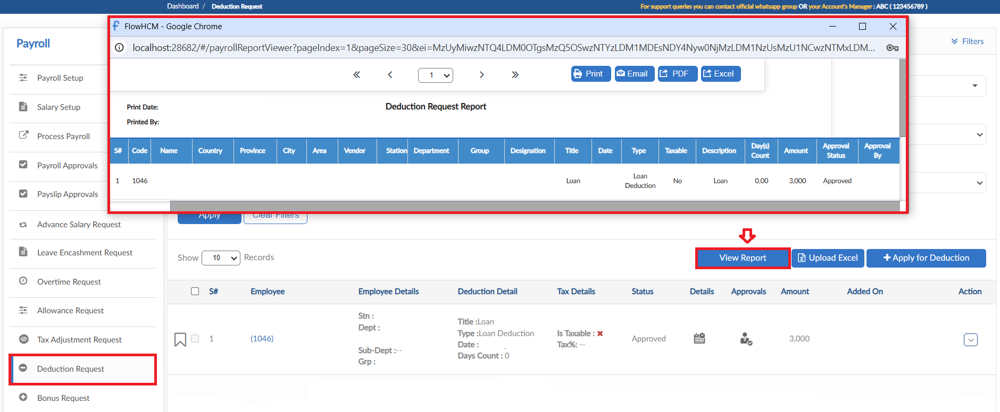 Dashboard / Deduction Request
For support queries you can contact official whatsapp group OR your Account's Manager : ABC ( 123456789 )
FlowHCM - Google Chrome
localhost:28682/#/payrollReportViewer?pageIndex=1&pageSize=30&ei=MzUyMiwzNTQ4LDM0OTgsMzQ5OSwzNTYzLDM1MDEsNDY4Nyw0NjMzLDM1NzUsMzU1NCwzNTMxLDM...
1
Print
Email
PDF
Excel
Print Date:
Deduction Request Report
Printed By:
S# Code Name Country Province City Area Vendor Station Department Group Designation Title Date Type Taxable Description Day(s) Count Amount Approval Status Approval By
1 1046 Loan Loan Deduction No Loan 0.00 3,000 Approved
Payroll
Payroll Setup
Salary Setup
Process Payroll
Payroll Approvals
Payslip Approvals
Advance Salary Request
Leave Encashment Request
Overtime Request
Allowance Request
Tax Adjustment Request
Deduction Request
Bonus Request
Filters
Apply
Clear Filters
Show 10 Records
View Report
Upload Excel
+ Apply for Deduction
S# Employee Employee Details Deduction Detail Tax Details Status Details Approvals Amount Added On Action
1 (1046)
Stn :
Dept :
Sub-Dept :--
Grp :
Title :Loan
Type :Loan Deduction
Date : -
Days Count : 0
Is Taxable :
Tax%: --
Approved
3,000